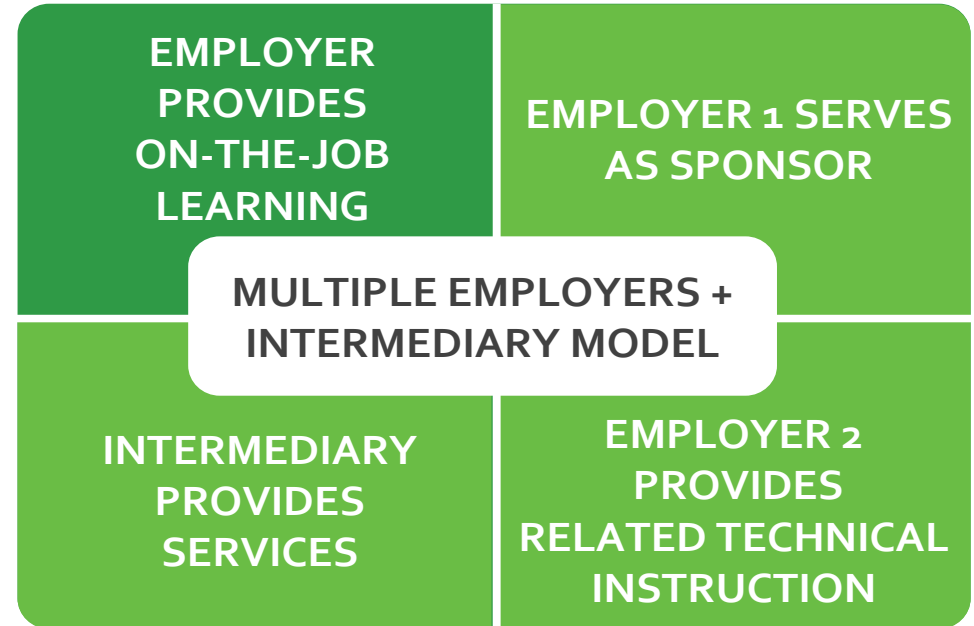 EMPLOYER
PROVIDES
ON-THE-JOB
LEARNING
EMPLOYER 1 SERVES
AS SPONSOR
MULTIPLE EMPLOYERS +
INTERMEDIARY MODEL
INTERMEDIARY
PROVIDES
SERVICES
EMPLOYER 2
PROVIDES
RELATED TECHNICAL
INSTRUCTION